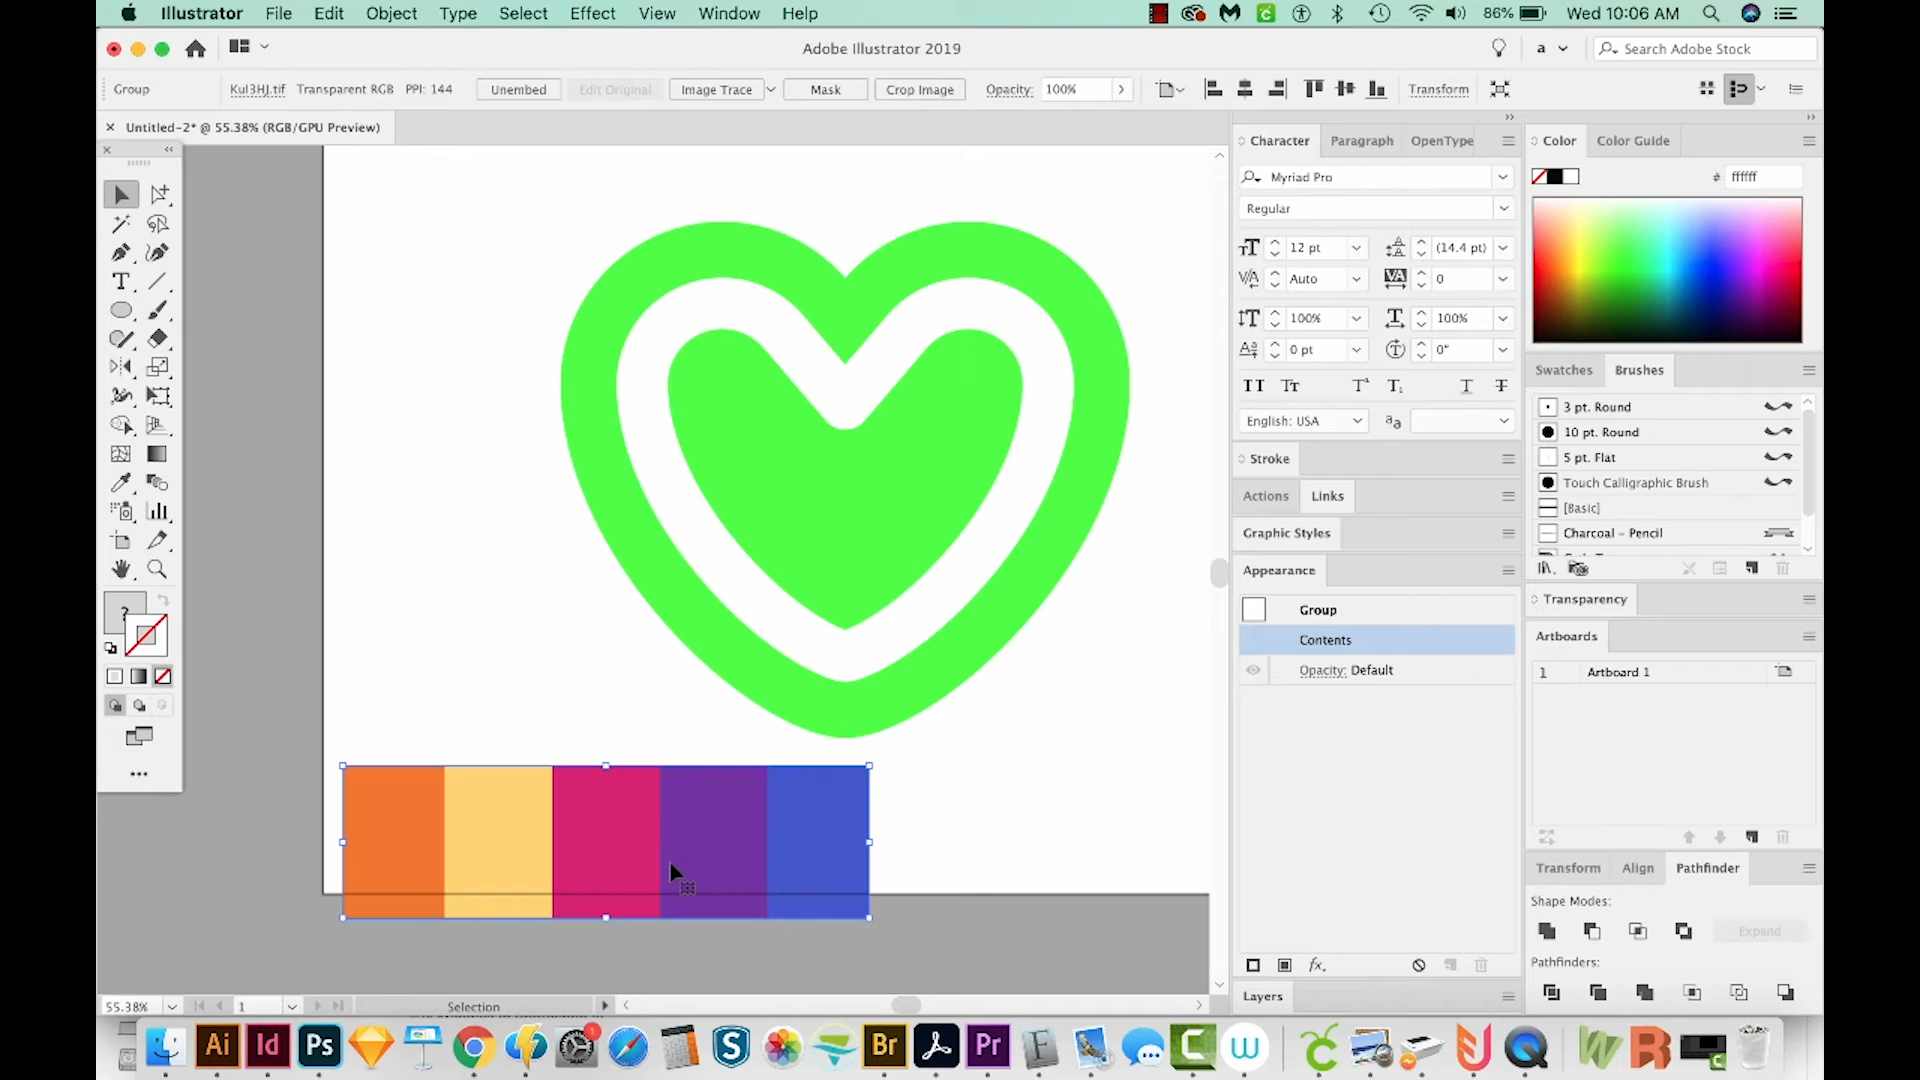 Illustrator File Edit Object Type Select Effect View Window Help 86% Wed 10:06 AM
Adobe Illustrator 2019 a Search Adobe Stock
Group Kul3HJ.tif Transparent RGB PPI: 144 Unembed Edit Original Image Trace Mask Crop Image Opacity: 100% Transform
× Untitled-2* @ 55.38% (RGB/GPU Preview)
Character Paragraph OpenType
Myriad Pro
Regular
12 pt (14.4 pt)
Auto 0
100% 100%
0 pt 0°
English: USA
Stroke
Actions Links
Graphic Styles
Appearance
Group
Contents
Opacity: Default
Layers
Color Color Guide
# ffffff
Swatches Brushes
3 pt. Round
10 pt. Round
5 pt. Flat
Touch Calligraphic Brush
[Basic]
Charcoal - Pencil
Transparency
Artboards
1 Artboard 1
Transform Align Pathfinder
Shape Modes:
Expand
Pathfinders:
?
55.38% 1 Selection
Ai Id Ps S Br Pr F C W R
1